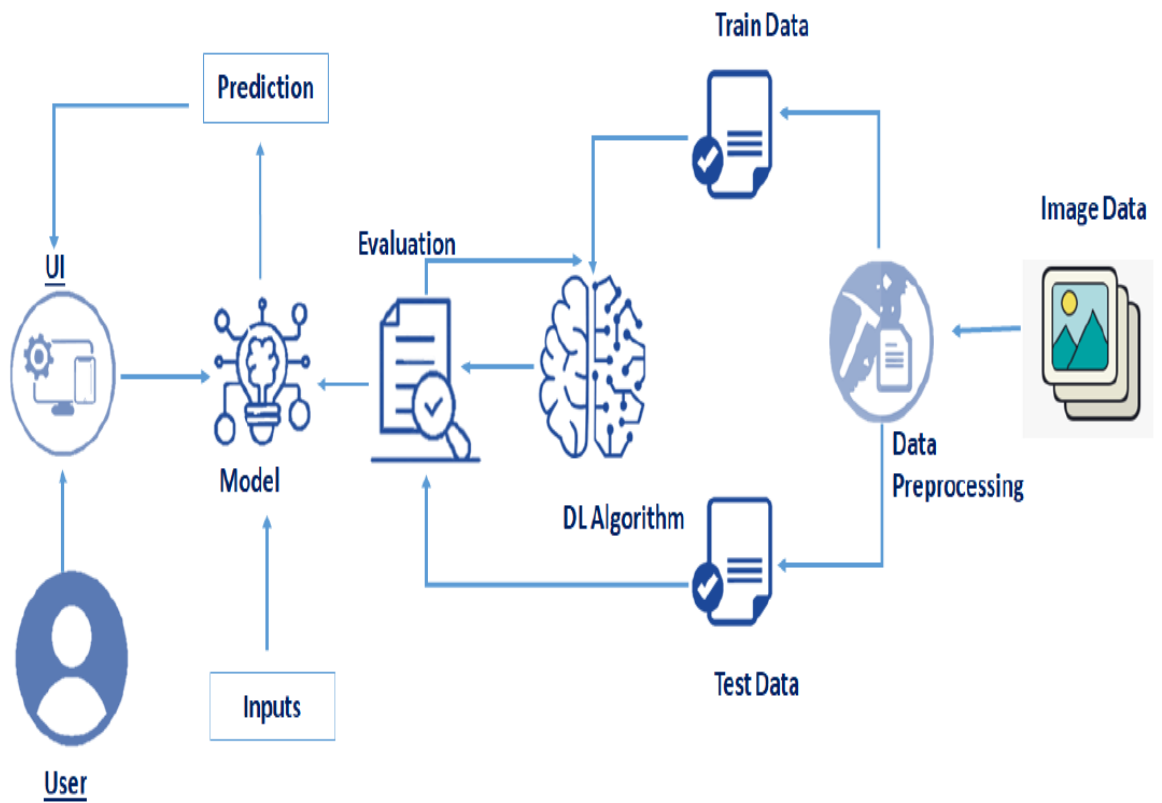 Train Data
Prediction
Image Data
Evaluation
UI
Data
Preprocessing
Model
DL Algorithm
Test Data
Inputs
User